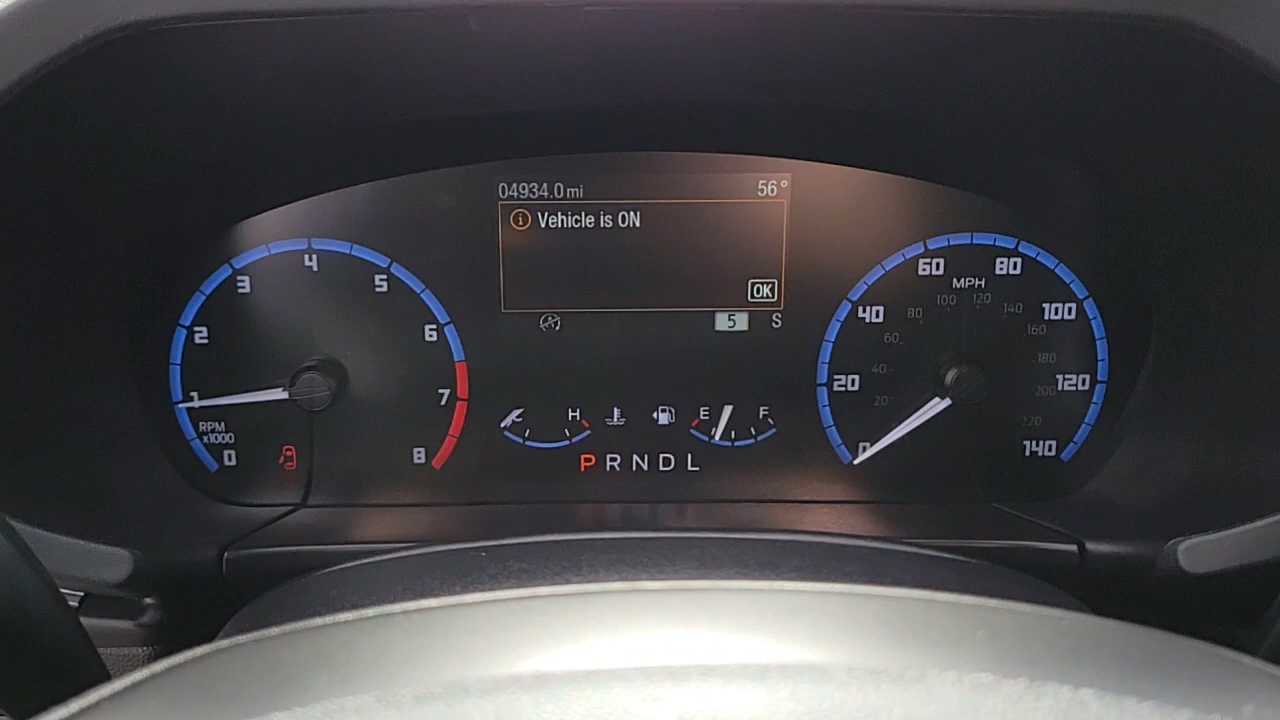 04934.0 mi 56°
Vehicle is ON
OK
5 S
0 1 2 3 4 5 6 7 8
RPM
x1000
H E F
P R N D L
0 20 40 60 80 100 120 140
MPH
20 40 60 80 100 120 140 160 180 200 220